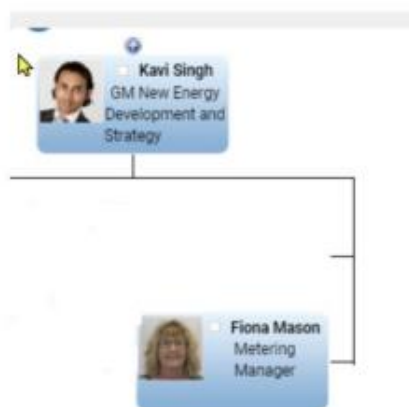 Kavi Singh
GM New Energy
Development and
Strategy
Fiona Mason
Metering
Manager